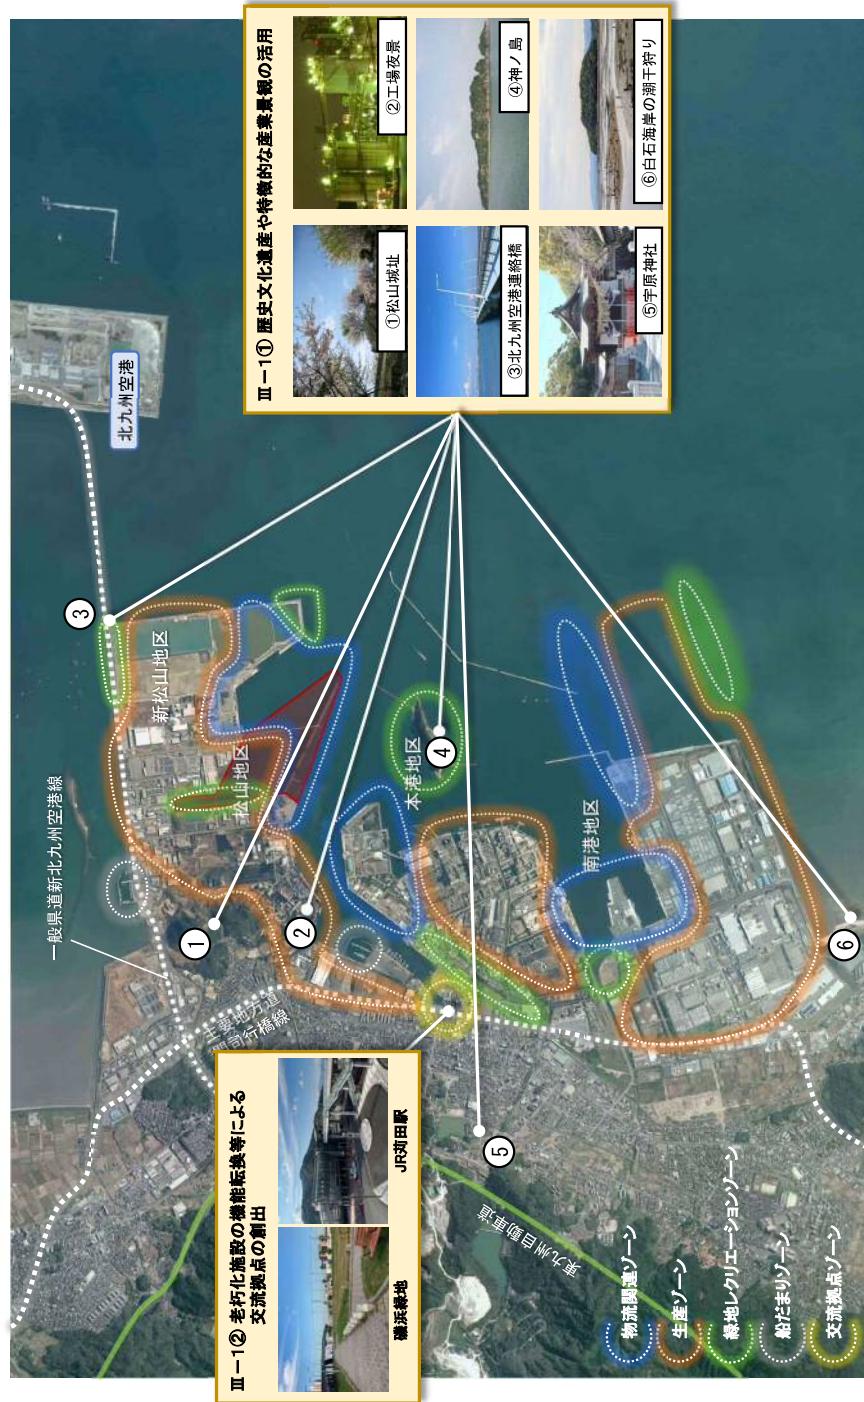 Ⅲ－1① 歴史文化遺産や特徴的な産業景観の活用
①松山城址
②工場夜景
③北九州空港連絡橋
④神ノ島
⑤宇原神社
⑥白石海岸の潮干狩り
北九州空港
一般県道新北九州空港線
新松山地区
松山地区
本港地区
南港地区
主要地方道
門司行橋線
東九州自動車道
1
2
3
4
5
6
Ⅲ－1② 老朽化施設の機能転換等による
交流拠点の創出
磯浜緑地
JR苅田駅
物流関連ゾーン
生産ゾーン
緑地レクリエーションゾーン
船だまりゾーン
交流拠点ゾーン